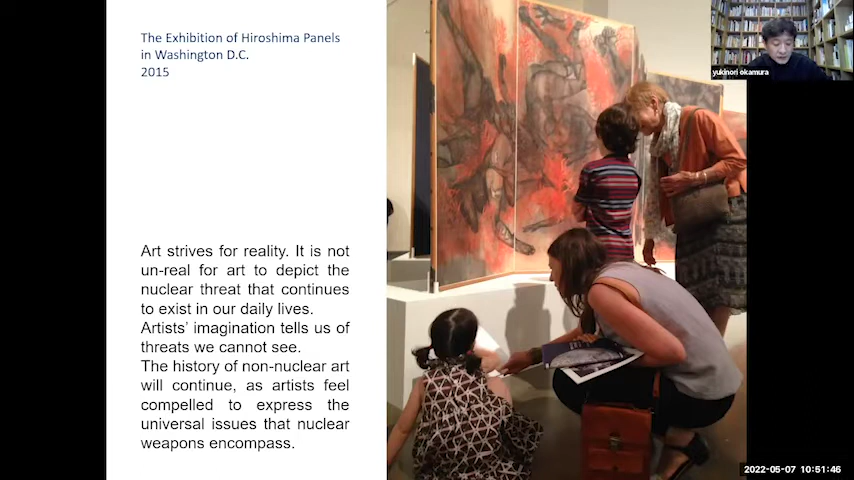 The Exhibition of Hiroshima Panels
in Washington D.C.
2015
Art strives for reality. It is not
un-real for art to depict the
nuclear threat that continues
to exist in our daily lives.
Artists' imagination tells us of
threats we cannot see.
The history of non-nuclear art
will continue, as artists feel
compelled to express the
universal issues that nuclear
weapons encompass.
yukinori okamura
2022-05-07 10:51:46